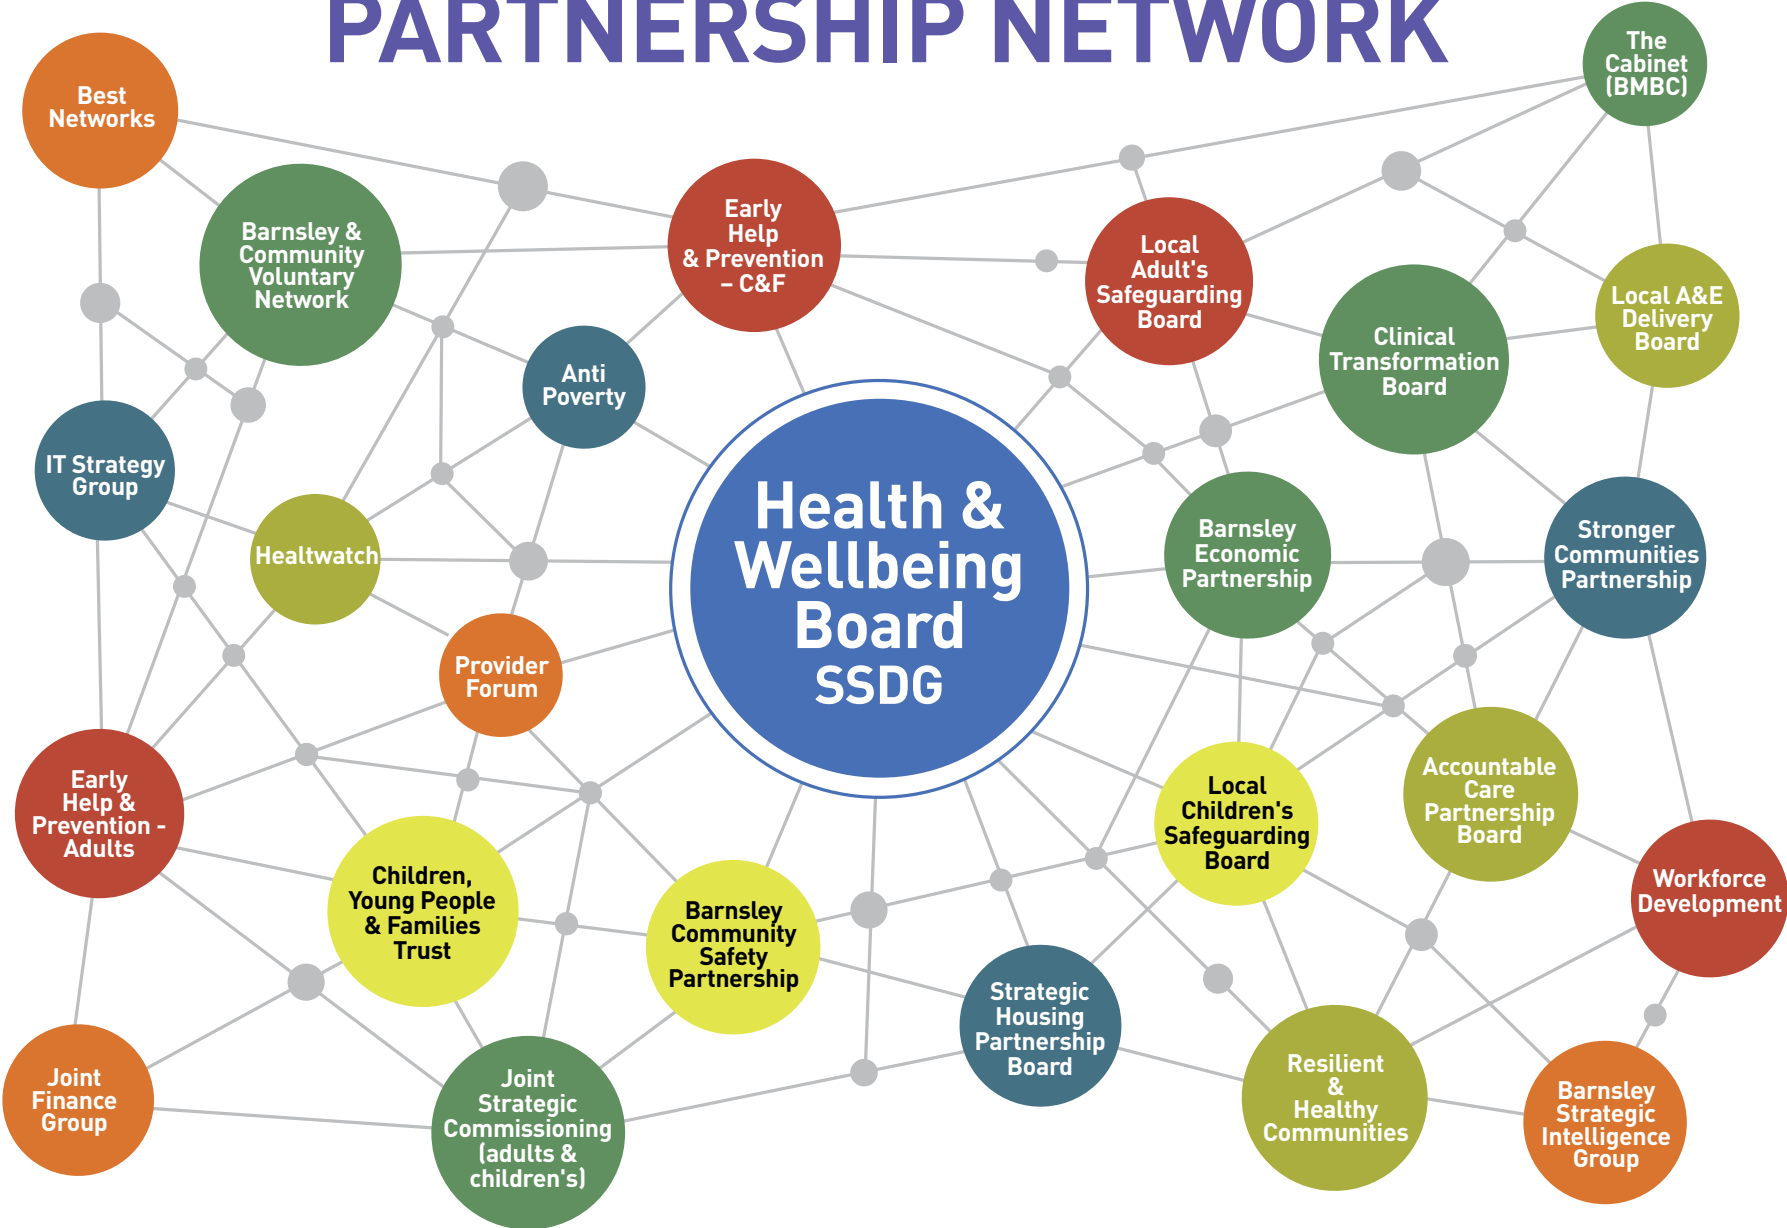 PARTNERSHIP NETWORK
The
Cabinet
(BMBC)
Best
Networks
Barnsley &
Community
Voluntary
Network
Early
Help
& Prevention
– C&F
Local
Adult's
Safeguarding
Board
Local A&E
Delivery
Board
Clinical
Transformation
Board
Anti
Poverty
IT Strategy
Group
Healtwatch
Health &
Wellbeing
Board
SSDG
Barnsley
Economic
Partnership
Stronger
Communities
Partnership
Provider
Forum
Early
Help &
Prevention -
Adults
Children,
Young People
& Families
Trust
Barnsley
Community
Safety
Partnership
Local
Children's
Safeguarding
Board
Accountable
Care
Partnership
Board
Workforce
Development
Strategic
Housing
Partnership
Board
Joint
Finance
Group
Joint
Strategic
Commissioning
(adults &
children's)
Resilient
&
Healthy
Communities
Barnsley
Strategic
Intelligence
Group